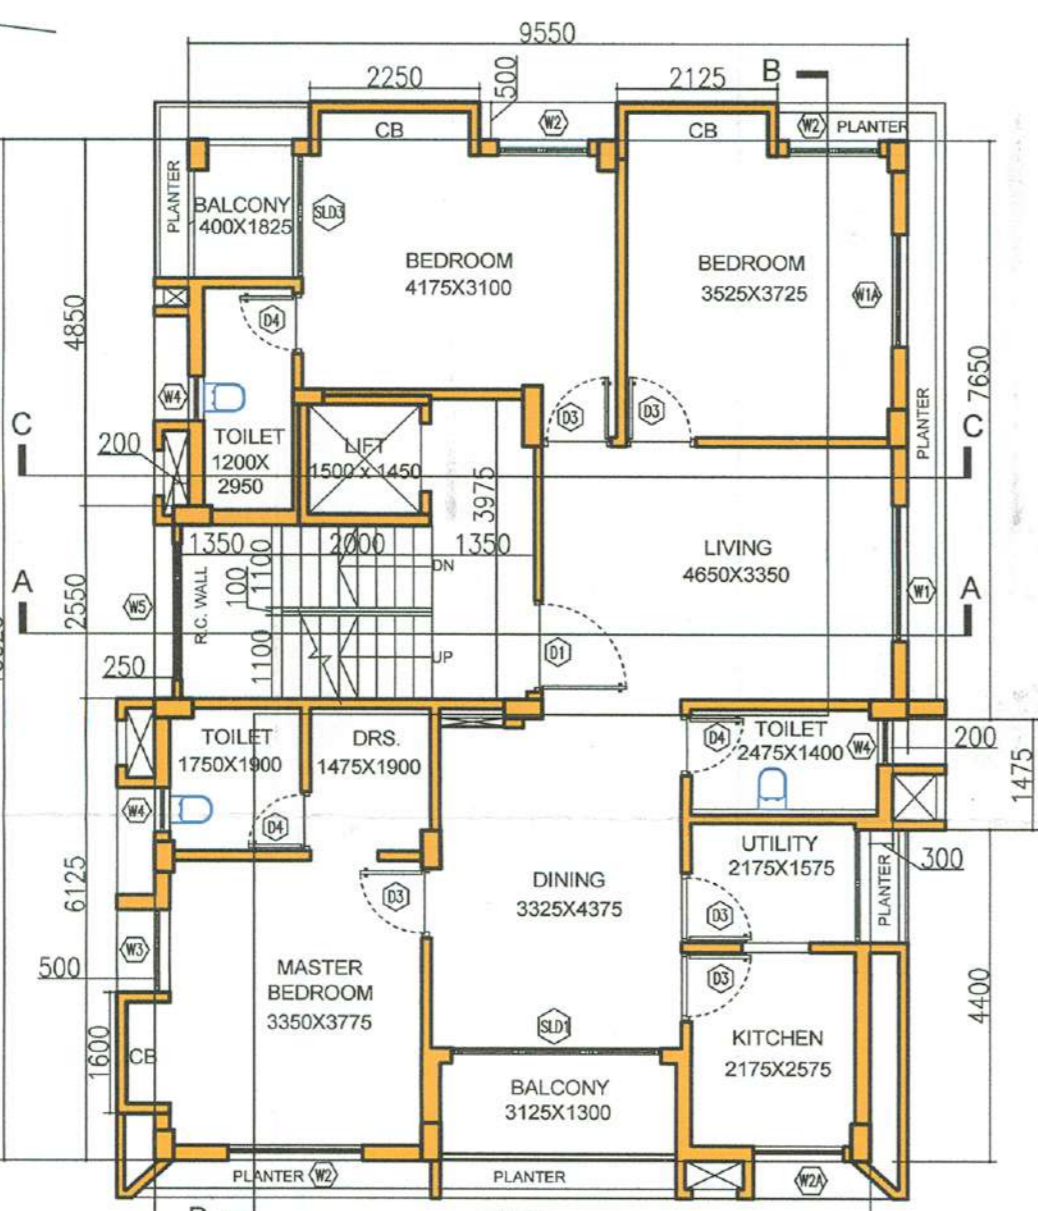 9550
2250
500
2125
B
CB
W2
CB
W2
PLANTER
PLANTER
BALCONY
400X1825
SLD3
BEDROOM
4175X3100
BEDROOM
3525X3725
W1A
D4
4850
7650
W4
D3
D3
PLANTER
C
C
200
TOILET
1200X
2950
LIFT
1500 x 1450
3975
1350
2000
1350
LIVING
4650X3350
A
A
2550
W5
R.C. WALL
100
1100
DN
W1
1100
UP
D1
250
TOILET
1750X1900
DRS.
1475X1900
D4
TOILET
2475X1400
W4
200
1475
W4
D4
UTILITY
2175X1575
300
PLANTER
6125
D3
DINING
3325X4375
D3
W3
500
MASTER
BEDROOM
3350X3775
D3
4400
SLD1
KITCHEN
2175X2575
1600
CB
BALCONY
3125X1300
PLANTER
W2
PLANTER
W2A